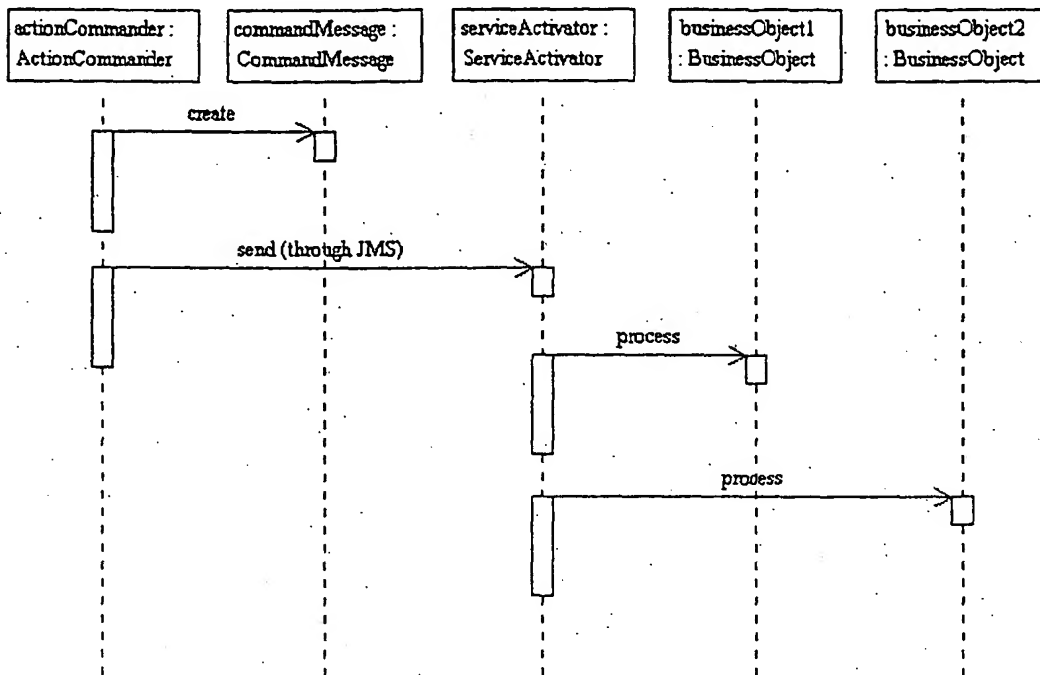 actionCommander :
ActionCommander
commandMessage :
CommandMessage
serviceActivator :
ServiceActivator
businessObject1
: BusinessObject
businessObject2
: BusinessObject
create
send (through JMS)
process
process